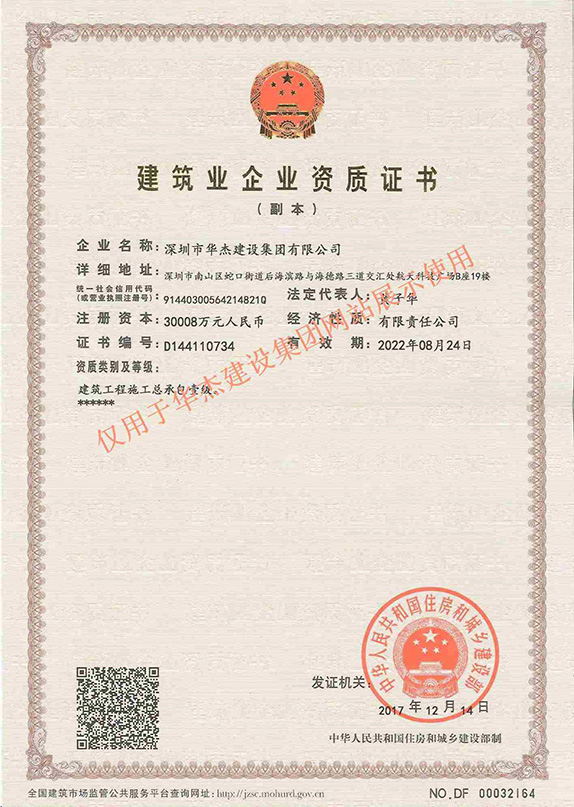 建筑业企业资质证书
(副本)
企业名称:深圳市华杰建设集团有限公司
详细地址:深圳市南山区蛇口街道后海滨路与海德路三道交汇处航天科技广场B座19楼
统一社会信用代码
(或营业执照注册号):91440300564214821Q 法定代表人:子华
注册资本:30008万元人民币 经济性质:有限责任公司
证书编号:D144110734 有效期:2022年08月24日
资质类别及等级:
建筑工程施工总承包壹级。
******
仅用于华杰建设集团网站展示使用
中华人民共和国住房和城乡建设部
发证机关:
2017年12月14日
中华人民共和国住房和城乡建设部制
全国建筑市场监管公共服务平台查询网址:http://jzsc.mohurd.gov.cn
NO.DF 00032164